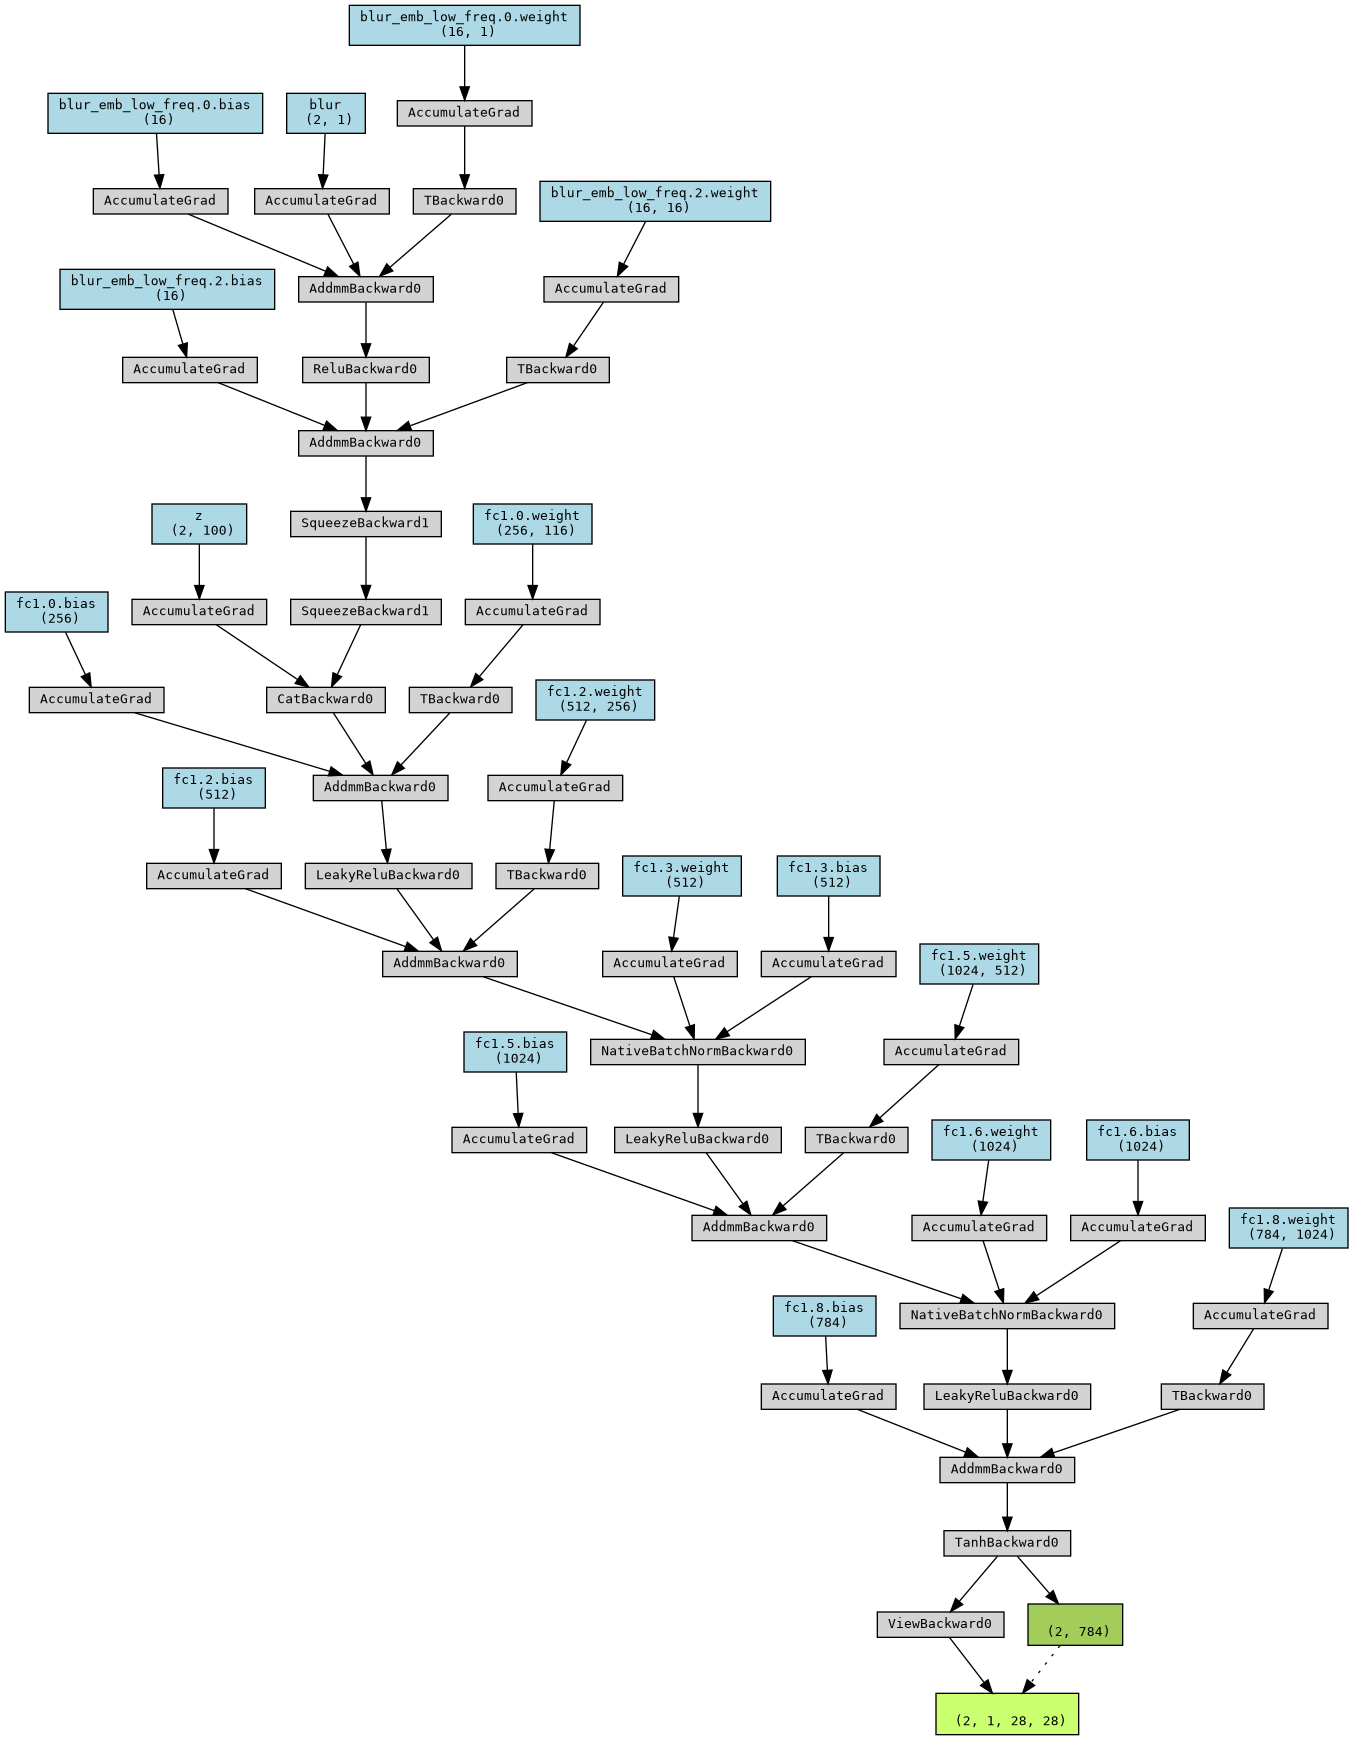 blur_emb_low_freq.0.weight
(16, 1)
blur_emb_low_freq.0.bias
(16)
blur
(2, 1)
AccumulateGrad
AccumulateGrad
AccumulateGrad
TBackward0
blur_emb_low_freq.2.weight
(16, 16)
blur_emb_low_freq.2.bias
(16)
AddmmBackward0
AccumulateGrad
AccumulateGrad
ReluBackward0
TBackward0
AddmmBackward0
z
(2, 100)
SqueezeBackward1
fc1.0.weight
(256, 116)
fc1.0.bias
(256)
AccumulateGrad
SqueezeBackward1
AccumulateGrad
AccumulateGrad
CatBackward0
TBackward0
fc1.2.weight
(512, 256)
fc1.2.bias
(512)
AddmmBackward0
AccumulateGrad
AccumulateGrad
LeakyReluBackward0
TBackward0
fc1.3.weight
(512)
fc1.3.bias
(512)
AddmmBackward0
AccumulateGrad
AccumulateGrad
fc1.5.weight
(1024, 512)
fc1.5.bias
(1024)
NativeBatchNormBackward0
AccumulateGrad
AccumulateGrad
LeakyReluBackward0
TBackward0
fc1.6.weight
(1024)
fc1.6.bias
(1024)
AddmmBackward0
AccumulateGrad
AccumulateGrad
fc1.8.weight
(784, 1024)
fc1.8.bias
(784)
NativeBatchNormBackward0
AccumulateGrad
AccumulateGrad
LeakyReluBackward0
TBackward0
AddmmBackward0
TanhBackward0
ViewBackward0
(2, 784)
(2, 1, 28, 28)